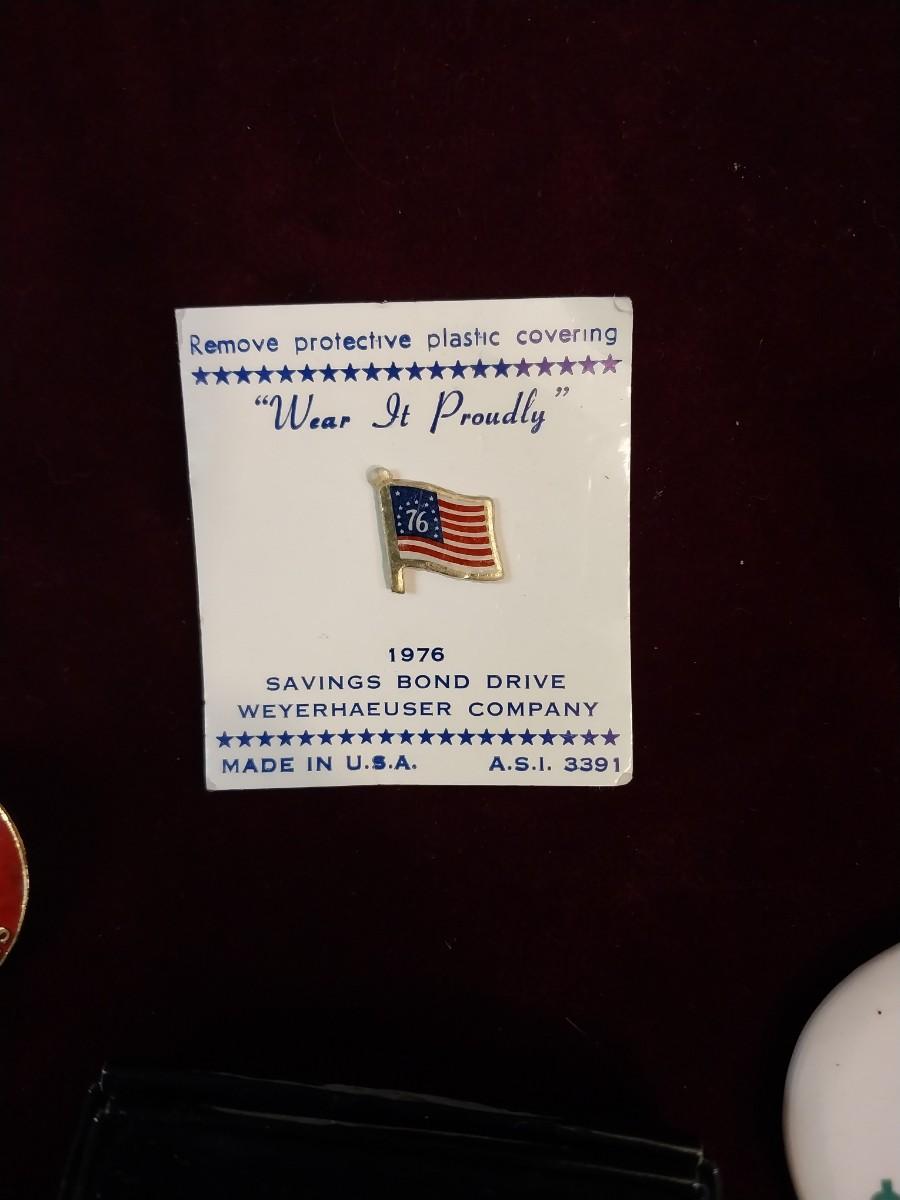 Remove protective plastic covering
★★★★★★★★★★★★★★★★★★★★
“Wear It Proudly”
76
1976
SAVINGS BOND DRIVE
WEYERHAEUSER COMPANY
★★★★★★★★★★★★★★★★★★★★★★★★
MADE IN U.S.A. A.S.I. 3391